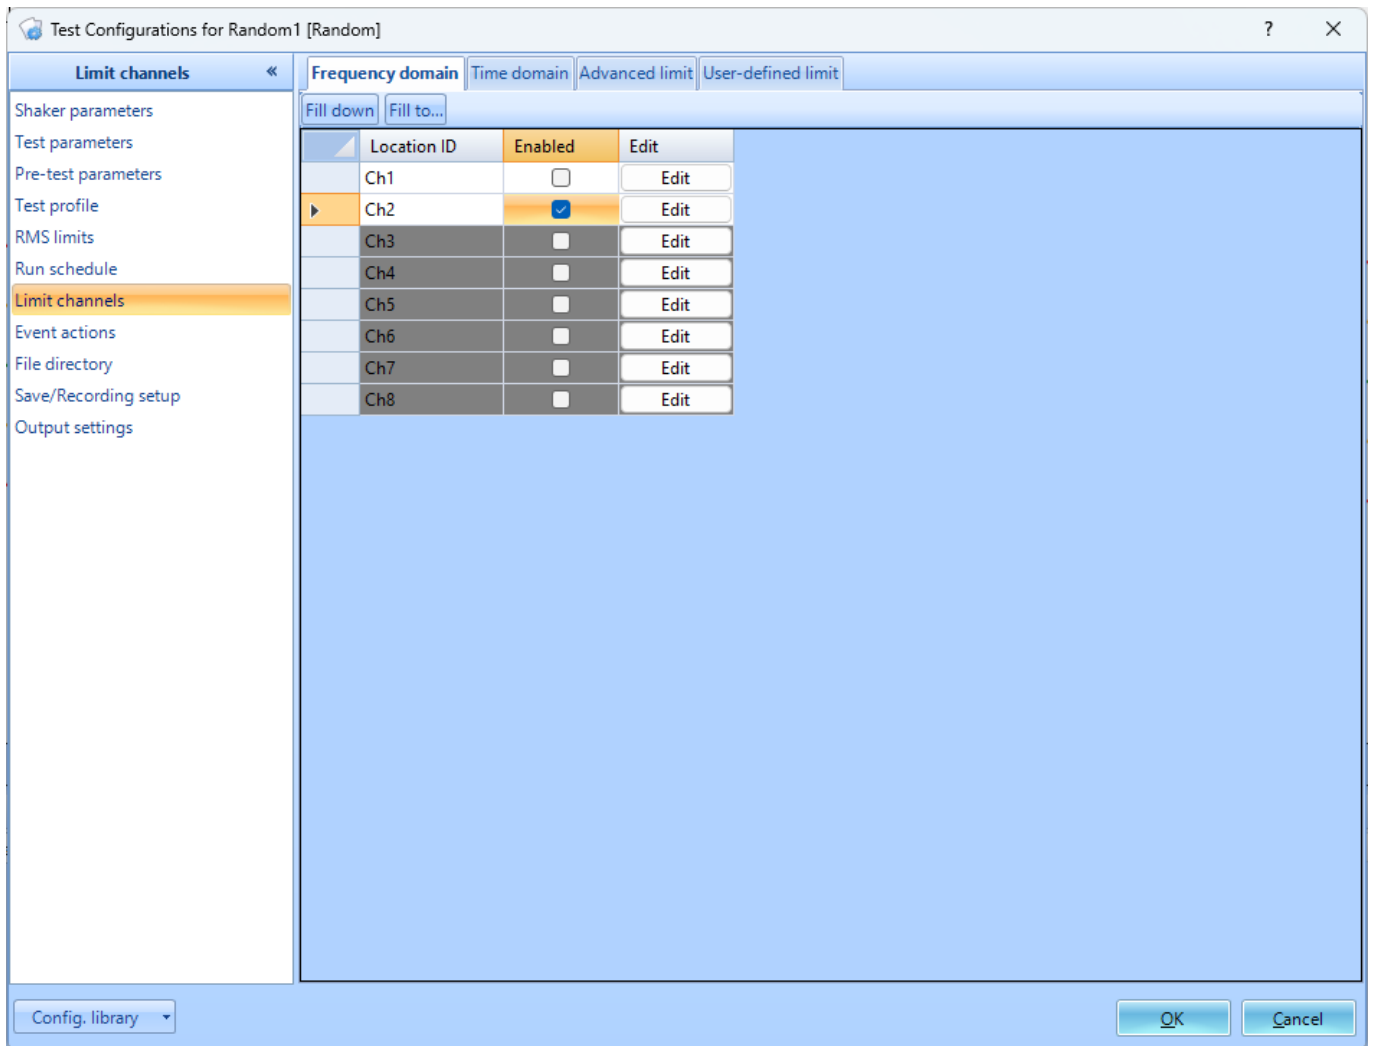 Test Configurations for Random1 [Random]
?
Limit channels «
Shaker parameters
Test parameters
Pre-test parameters
Test profile
RMS limits
Run schedule
Limit channels
Event actions
File directory
Save/Recording setup
Output settings
Frequency domain Time domain Advanced limit User-defined limit
Fill down Fill to...
Location ID Enabled Edit
Ch1 Edit
Ch2 Edit
Ch3 Edit
Ch4 Edit
Ch5 Edit
Ch6 Edit
Ch7 Edit
Ch8 Edit
Config. library OK Cancel